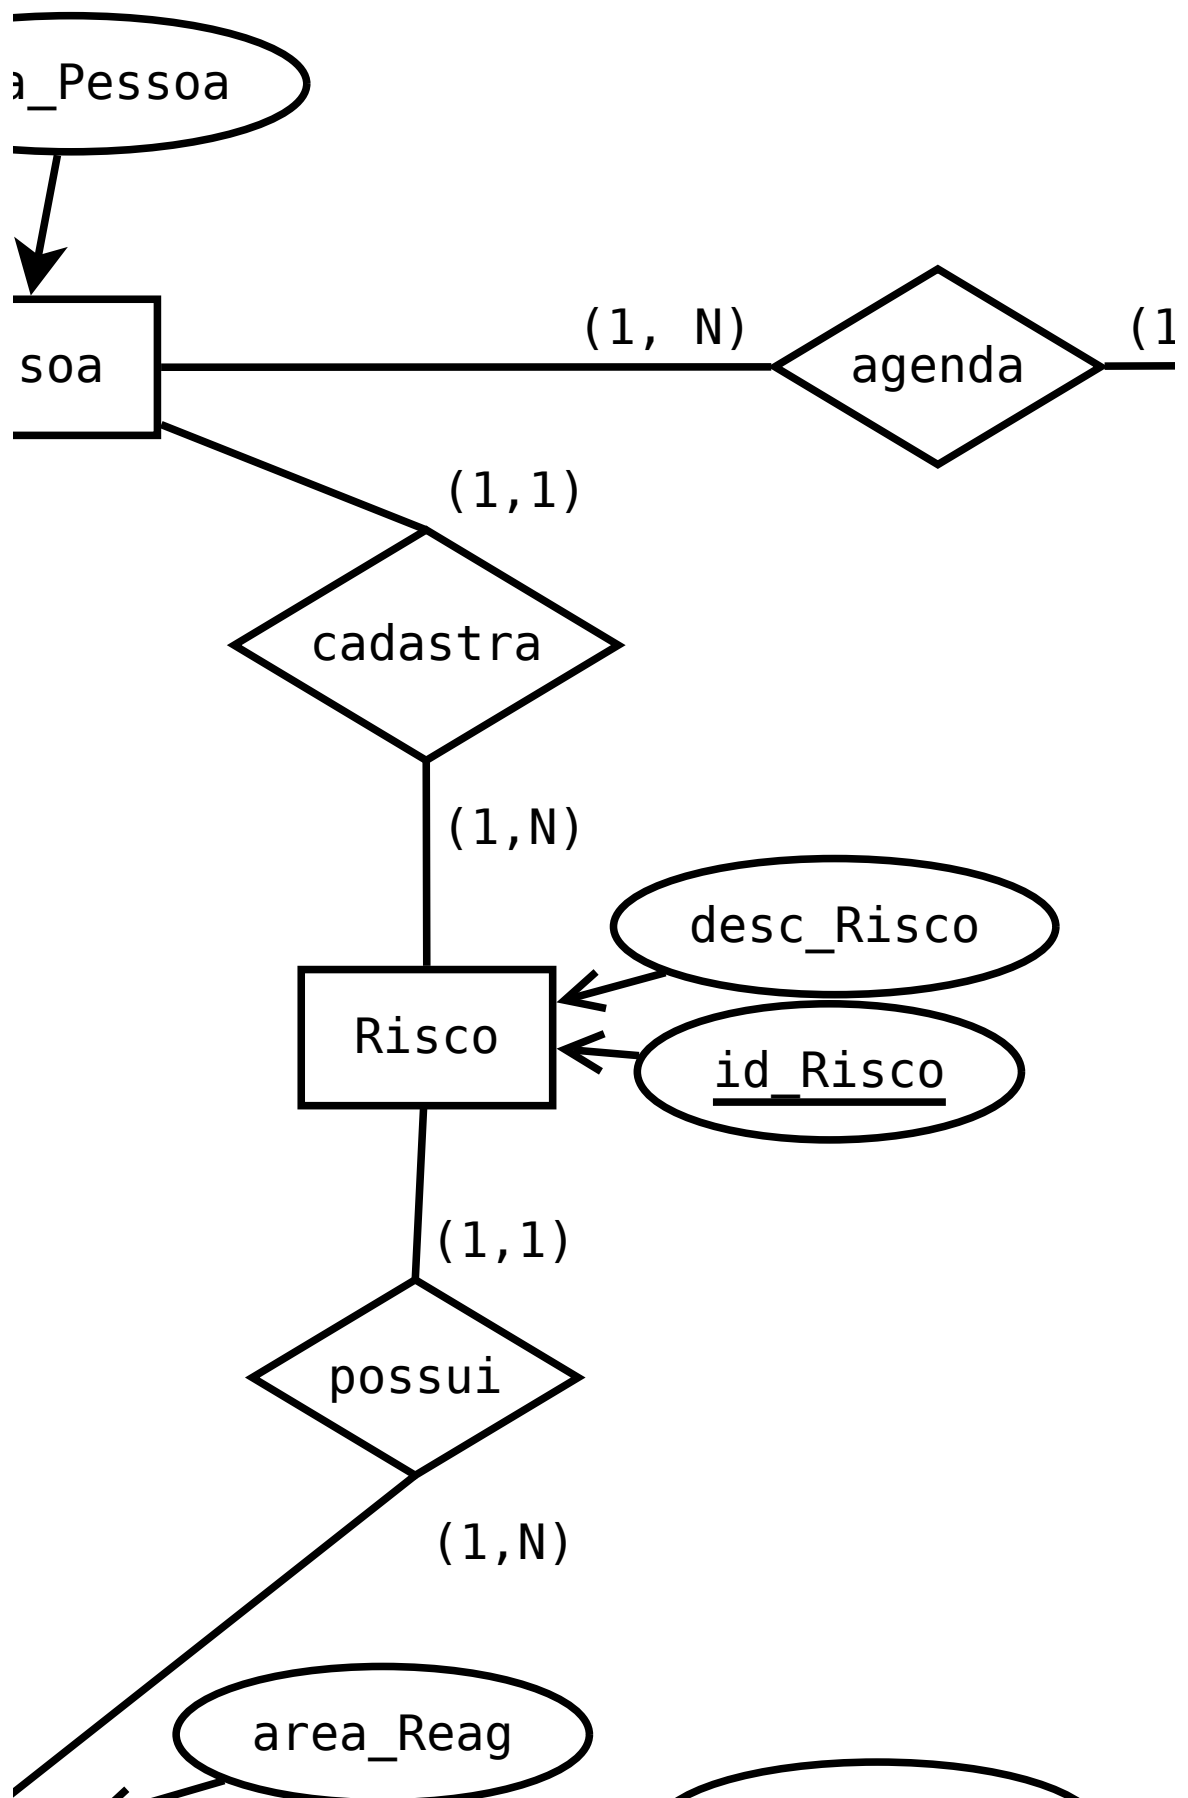 a_Pessoa
(1, N)
(1
soa
agenda
(1,1)
cadastra
(1,N)
desc_Risco
Risco
id_Risco
(1,1)
possui
(1,N)
area_Reag